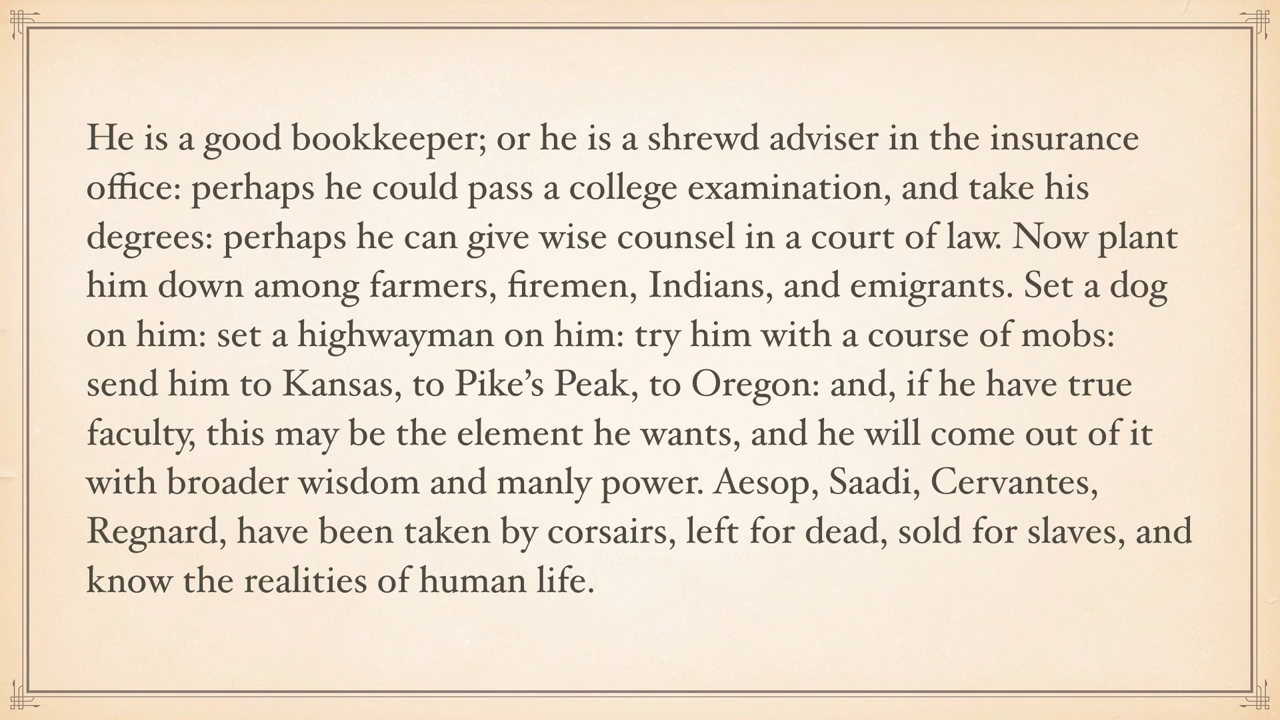 He is a good bookkeeper; or he is a shrewd adviser in the insurance
office: perhaps he could pass a college examination, and take his
degrees: perhaps he can give wise counsel in a court of law. Now plant
him down among farmers, firemen, Indians, and emigrants. Set a dog
on him: set a highwayman on him: try him with a course of mobs:
send him to Kansas, to Pike’s Peak, to Oregon: and, if he have true
faculty, this may be the element he wants, and he will come out of it
with broader wisdom and manly power. Aesop, Saadi, Cervantes,
Regnard, have been taken by corsairs, left for dead, sold for slaves, and
know the realities of human life.